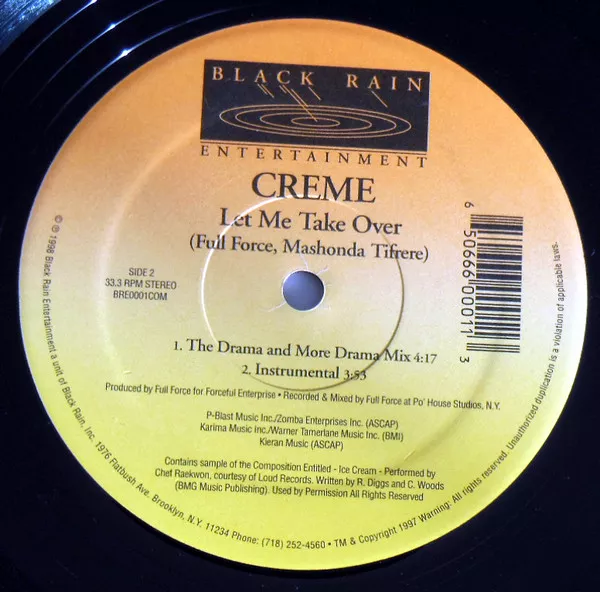 BLACK RAIN
ENTERTAINMENT
CREME
Let Me Take Over
(Full Force, Mashonda Tifrere)
SIDE 2
33.3 RPM STEREO
BRE0001COM
6 50666 00011 3
1. The Drama and More Drama Mix 4:17
2. Instrumental 3:53
Produced by Full Force for Forceful Enterprise • Recorded & Mixed by Full Force at Po' House Studios, N.Y.
P-Blast Music Inc./Zomba Enterprises Inc. (ASCAP)
Karima Music Inc./Warner Tamerlane Music Inc. (BMI)
Kieran Music (ASCAP)
Contains sample of the Composition Entitled - Ice Cream - Performed by
Chef Raekwon, courtesy of Loud Records. Written by R. Diggs and C. Woods
(BMG Music Publishing). Used by Permission All Rights Reserved
© ℗ 1998 Black Rain Entertainment a unit of Black Rain, Inc. 1976 Flatbush Ave. Brooklyn, N.Y. 11234 Phone: (718) 252-4560 • TM & Copyright 1997 Warning: All rights reserved. Unauthorized duplication is a violation of applicable laws.